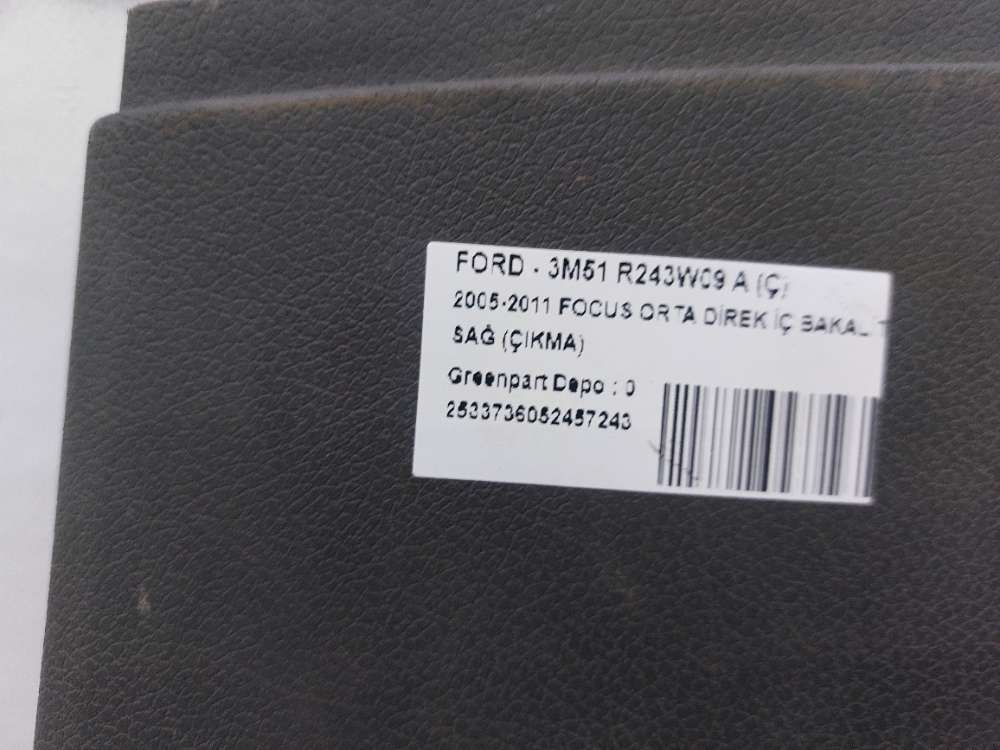 FORD - 3M51 R243W09 A (Ç)
2005-2011 FOCUS ORTA DİREK İÇ BAKAL
SAĞ (ÇIKMA)
Greenpart Depo : 0
2533736052457243